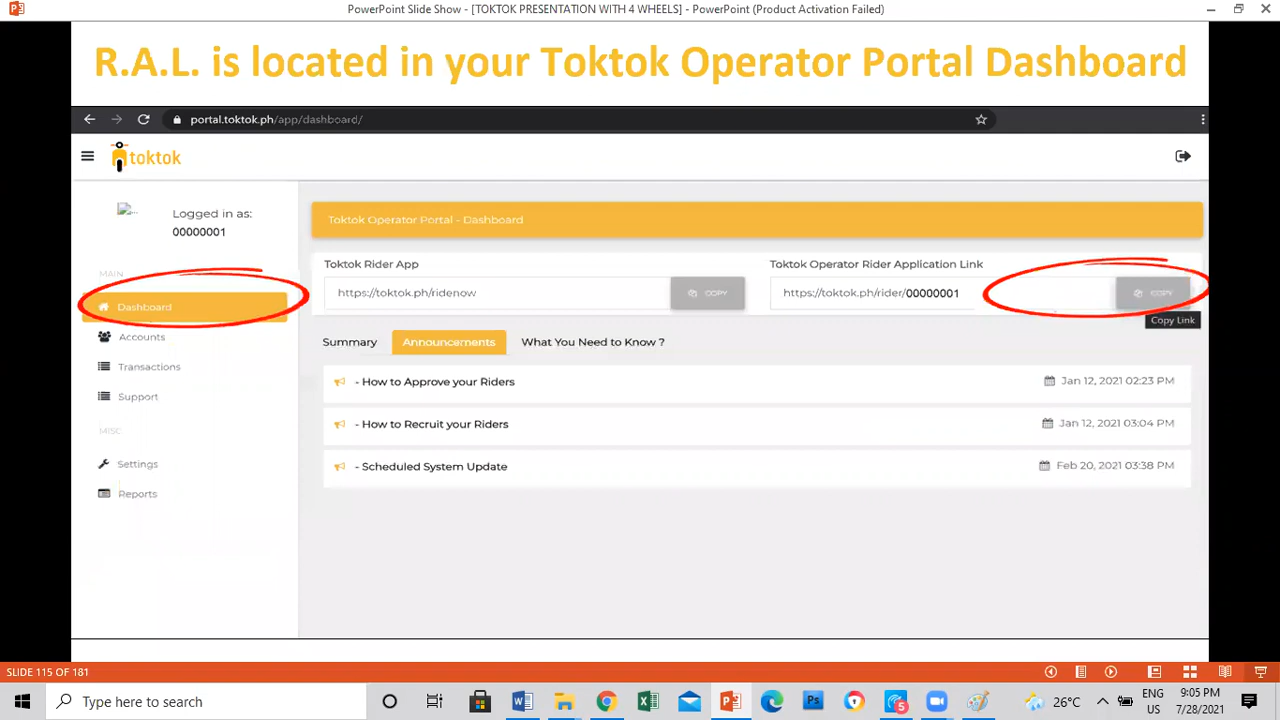 PowerPoint Slide Show - [TOKTOK PRESENTATION WITH 4 WHEELS] - PowerPoint (Product Activation Failed)
R.A.L. is located in your Toktok Operator Portal Dashboard
portal.toktok.ph/app/dashboard/
toktok
Logged in as:
00000001
Toktok Operator Portal - Dashboard
MAIN
Dashboard
Accounts
Transactions
Support
MISC
Settings
Reports
Toktok Rider App
Toktok Operator Rider Application Link
https://toktok.ph/ridenow
COPY
https://toktok.ph/rider/00000001
COPY
Copy Link
Summary
Announcements
What You Need to Know ?
- How to Approve your Riders
Jan 12, 2021 02:23 PM
- How to Recruit your Riders
Jan 12, 2021 03:04 PM
- Scheduled System Update
Feb 20, 2021 03:38 PM
SLIDE 115 OF 181
Type here to search
5
26°C
ENG
US
9:05 PM
7/28/2021